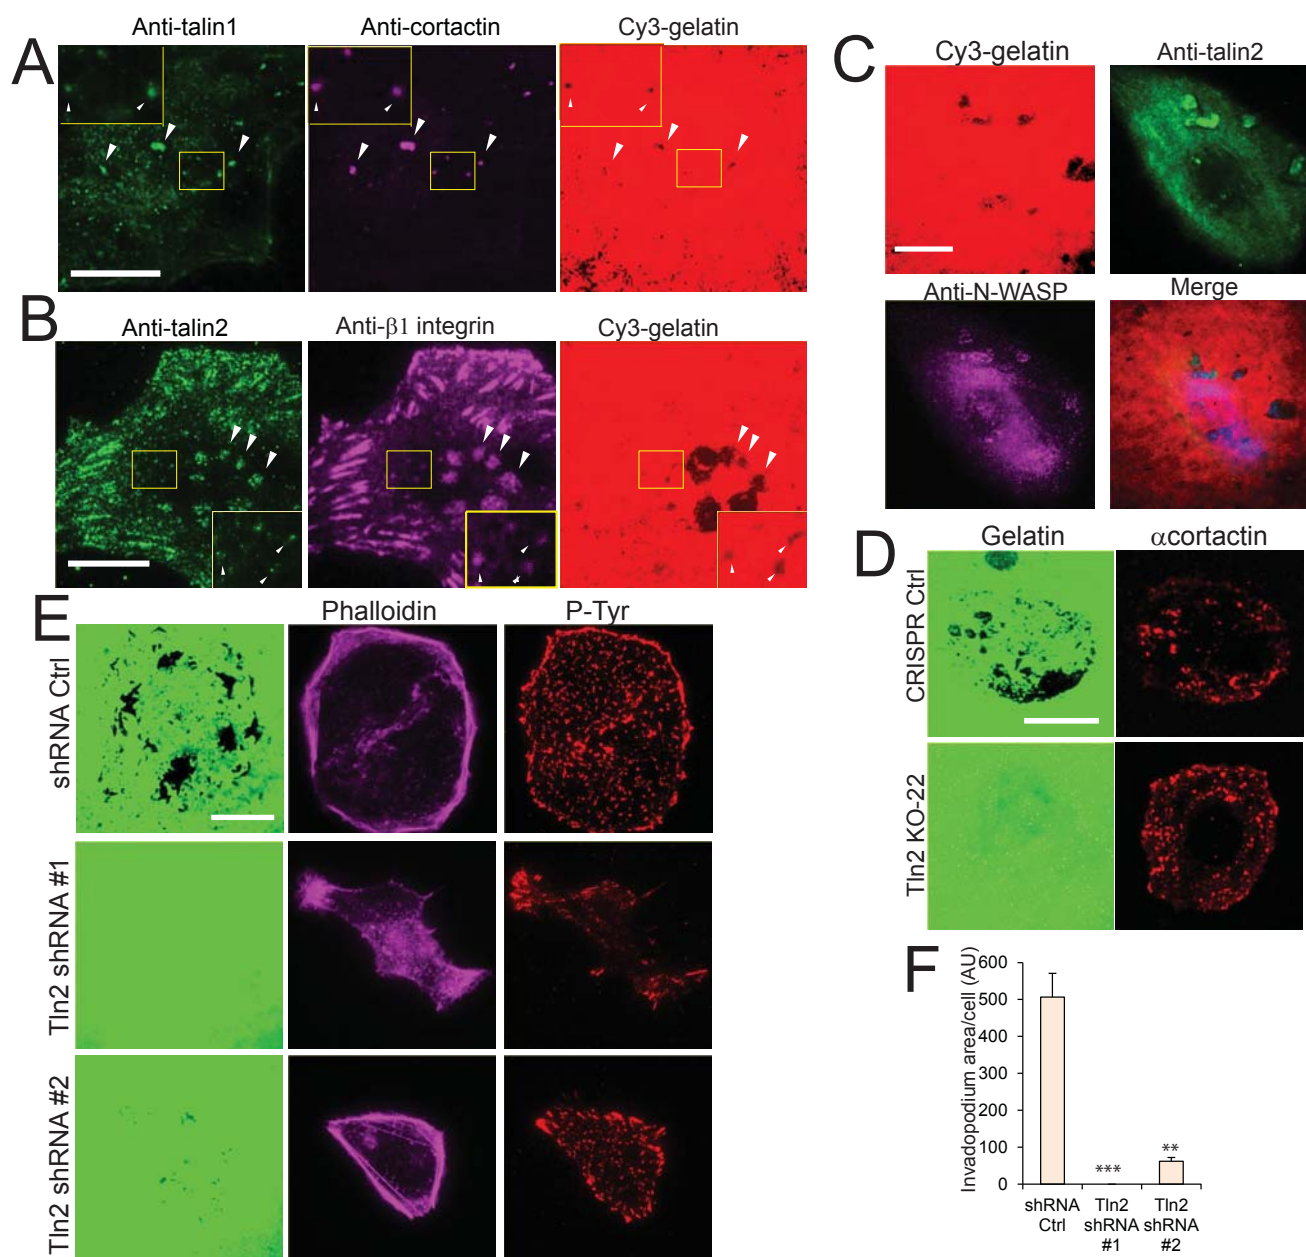 A
Anti-talin1
Anti-cortactin
Cy3-gelatin
B
Anti-talin2
Anti-β1 integrin
Cy3-gelatin
C
Cy3-gelatin
Anti-talin2
Anti-N-WASP
Merge
D
Gelatin
αcortactin
CRISPR Ctrl
Tln2 KO-22
E
Phalloidin
P-Tyr
shRNA Ctrl
Tln2 shRNA #1
Tln2 shRNA #2
F
Invadopodium area/cell (AU)
600
500
400
300
200
100
0
***
**
shRNA
Ctrl
Tln2
shRNA
#1
Tln2
shRNA
#2